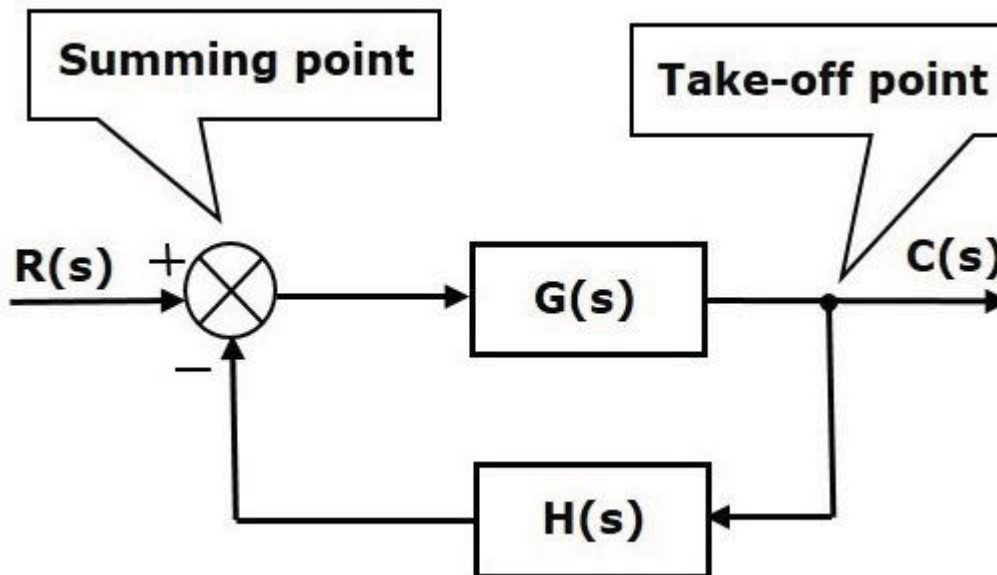 Summing point
Take-off point
R(s)
+
C(s)
G(s)
−
H(s)